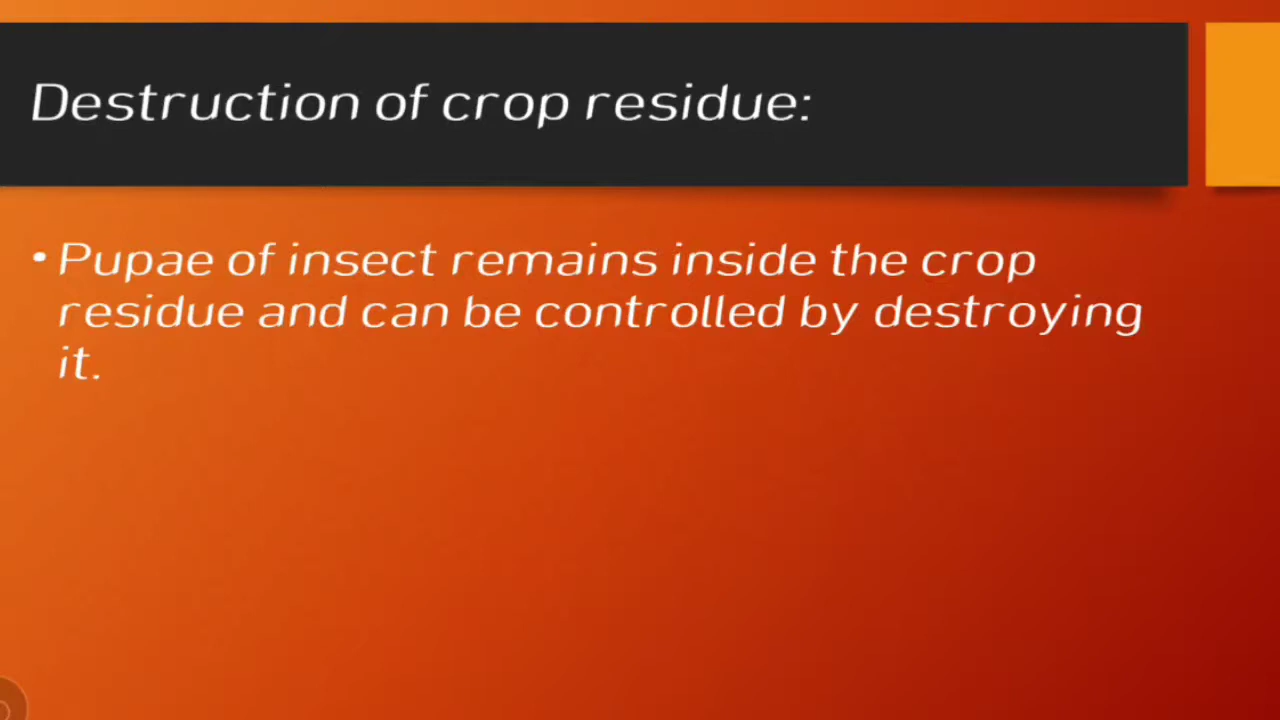 Destruction of crop residue:
• Pupae of insect remains inside the crop
residue and can be controlled by destroying
it.